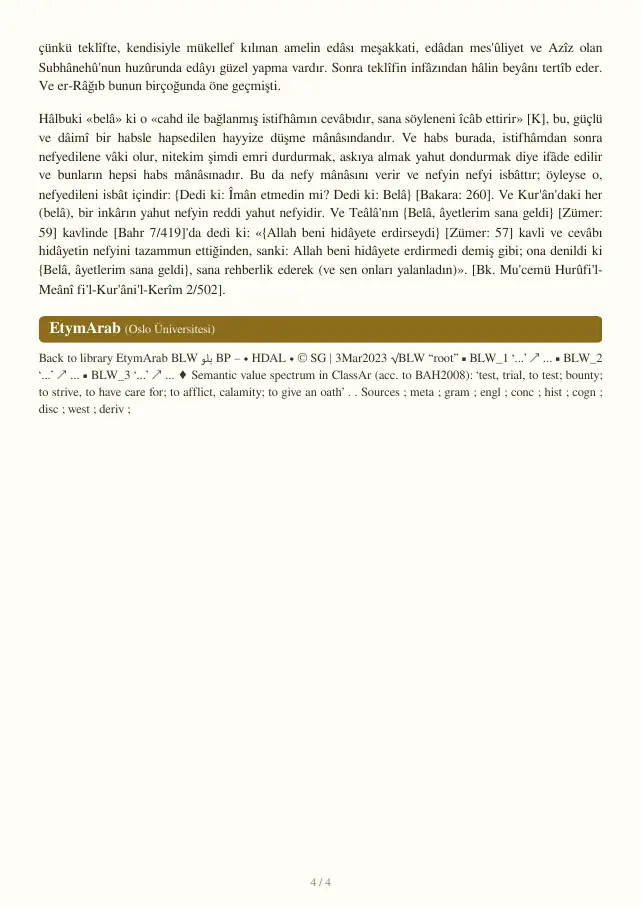 çünkü teklîfte, kendisiyle mükellef kılınan amelin edâsı meşakkati, edâdan mes'ûliyet ve Azîz olan
Subhânehû'nun huzûrunda edâyı güzel yapma vardır. Sonra teklîfin infâzından hâlin beyânı tertîb eder.
Ve er-Râğıb bunun birçoğunda öne geçmişti.
Hâlbuki «belâ» ki o «cahd ile bağlanmış istifhâmın cevâbıdır, sana söyleneni îcâb ettirir» [K], bu, güçlü
ve dâimî bir habsle hapsedilen hayyize düşme mânâsındandır. Ve habs burada, istifhâmdan sonra
nefyedilene vâki olur, nitekim şimdi emri durdurmak, askıya almak yahut dondurmak diye ifâde edilir
ve bunların hepsi habs mânâsınadır. Bu da nefy mânâsını verir ve nefyin nefyi isbâttır; öyleyse o,
nefyedileni isbât içindir: {Dedi ki: Îmân etmedin mi? Dedi ki: Belâ} [Bakara: 260]. Ve Kur'ân'daki her
(belâ), bir inkârın yahut nefyin reddi yahut nefyidir. Ve Teâlâ'nın {Belâ, âyetlerim sana geldi} [Zümer:
59] kavlinde [Bahr 7/419]'da dedi ki: «{Allah beni hidâyete erdirseydi} [Zümer: 57] kavli ve cevâbı
hidâyetin nefyini tazammun ettiğinden, sanki: Allah beni hidâyete erdirmedi demiş gibi; ona denildi ki
{Belâ, âyetlerim sana geldi}, sana rehberlik ederek (ve sen onları yalanladın)». [Bk. Mu'cemü Hurûfi'l-
Meânî fi'l-Kur'âni'l-Kerîm 2/502].
EtymArab (Oslo Üniversitesi)
Back to library EtymArab BLW بلو BP – • HDAL • © SG | 3Mar2023 √BLW “root” ▪ BLW_1 ‘...’ ↗ ... ▪ BLW_2
‘...’ ↗ ... ▪ BLW_3 ‘...’ ↗ ... ♦ Semantic value spectrum in ClassAr (acc. to BAH2008): ‘test, trial, to test; bounty;
to strive, to have care for; to afflict, calamity; to give an oath’ . . Sources ; meta ; gram ; engl ; conc ; hist ; cogn ;
disc ; west ; deriv ;
4 / 4